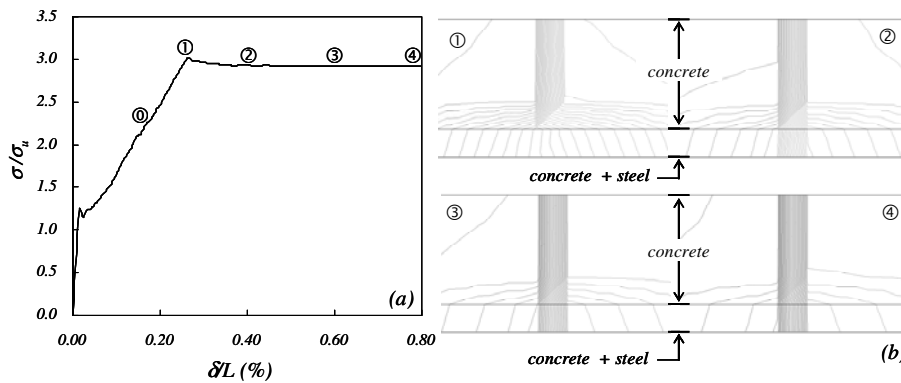 3.5
3.0
2.5
2.0
1.5
1.0
0.5
0.0
σ/σu
⓪
①
②
③
④
(a)
0.00
0.20
0.40
0.60
0.80
δ/L (%)
①
②
concrete
concrete + steel
③
④
concrete
concrete + steel
(b)